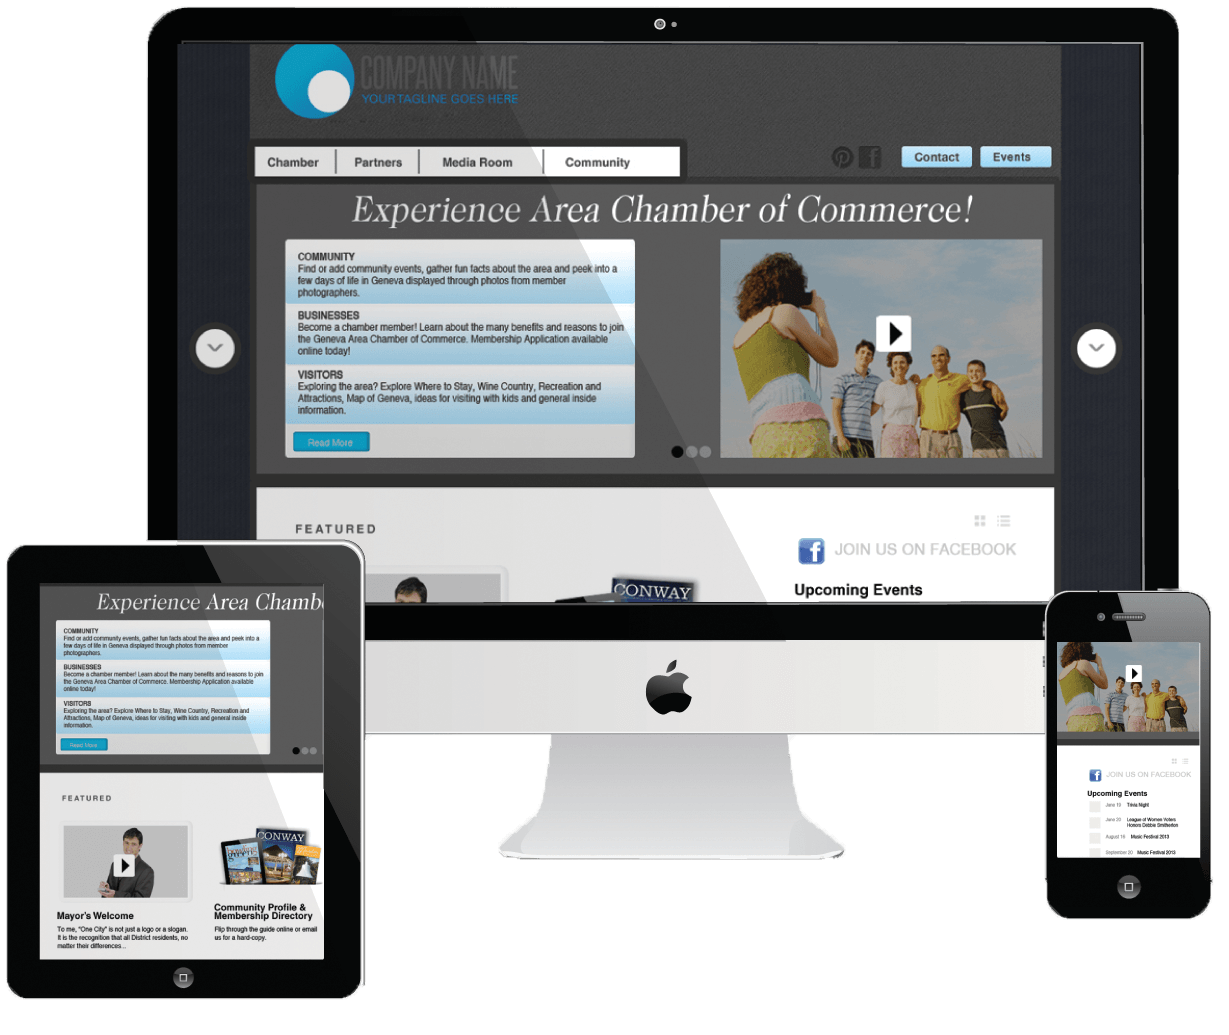 COMPANY NAME
YOUR TAGLINE GOES HERE
Chamber
Partners
Media Room
Community
Contact
Events
Experience Area Chamber of Commerce!
COMMUNITY
Find or add community events, gather fun facts about the area and peek into a
few days of life in Geneva displayed through photos from member
photographers.
BUSINESSES
Become a chamber member! Learn about the many benefits and reasons to join
the Geneva Area Chamber of Commerce. Membership Application available
online today!
VISITORS
Exploring the area? Explore Where to Stay, Wine Country, Recreation and
Attractions, Map of Geneva, ideas for visiting with kids and general inside
information.
Read More
FEATURED
f
JOIN US ON FACEBOOK
Upcoming Events
CONWAY
Experience Area Chamb
COMMUNITY
Find or add community events, gather fun facts about the area and peek into a
few days of life in Geneva displayed through photos from member
photographers.
BUSINESSES
Become a chamber member! Learn about the many benefits and reasons to join
the Geneva Area Chamber of Commerce. Membership Application available
online today!
VISITORS
Exploring the area? Explore Where to Stay, Wine Country, Recreation and
Attractions, Map of Geneva, ideas for visiting with kids and general inside
information.
Read More
FEATURED
CONWAY
Mayor's Welcome
To me, "One City" is not just a logo or a slogan.
It is the recognition that all District residents, no
matter their differences...
Community Profile &
Membership Directory
Flip through the guide online or email
us for a hard-copy.
f
JOIN US ON FACEBOOK
Upcoming Events
June 19 Trivia Night
June 20 League of Women Voters
Honors Debbie Smitherton
August 18 Music Festival 2013
September 20 Music Festival 2013